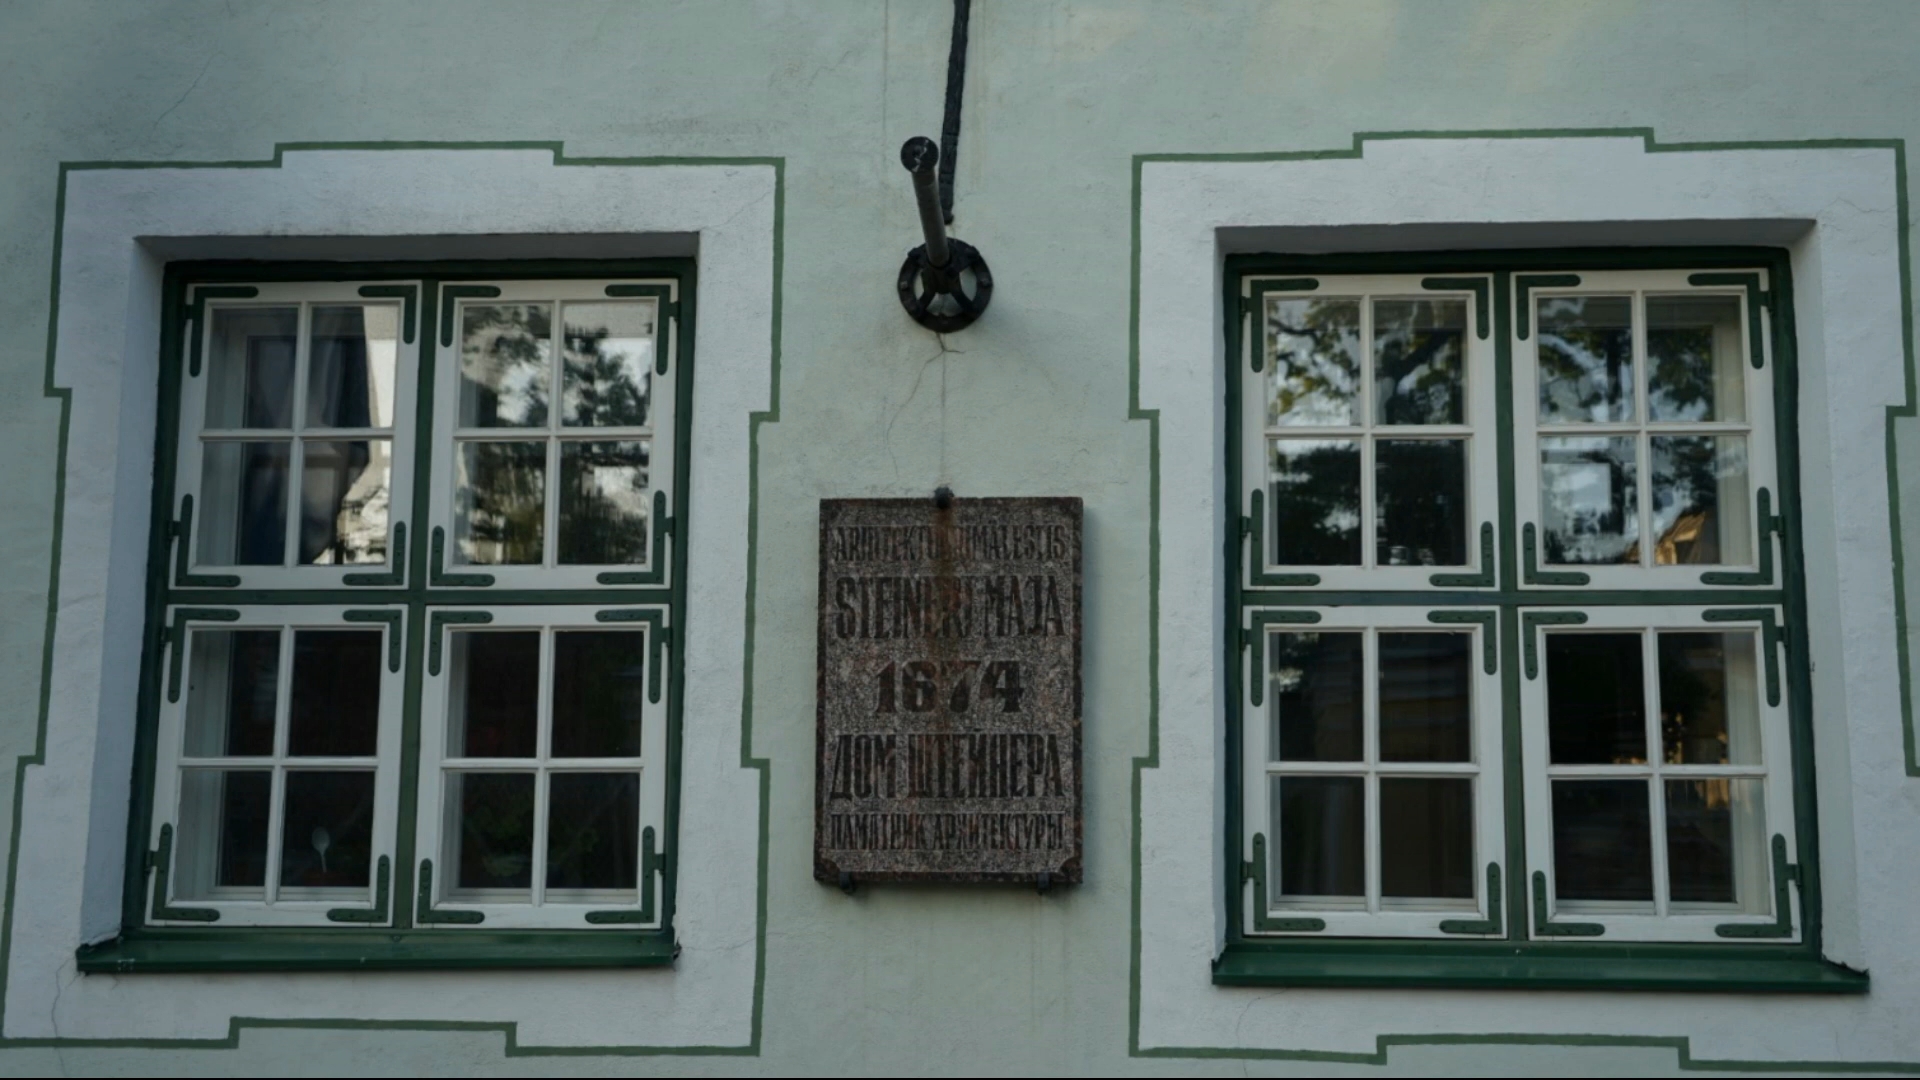 ARHITEKTUURIMÄLESTIS
STEINERI MAJA
1674
ДОМ ШТЕЙНЕРА
ПАМЯТНИК АРХИТЕКТУРЫ